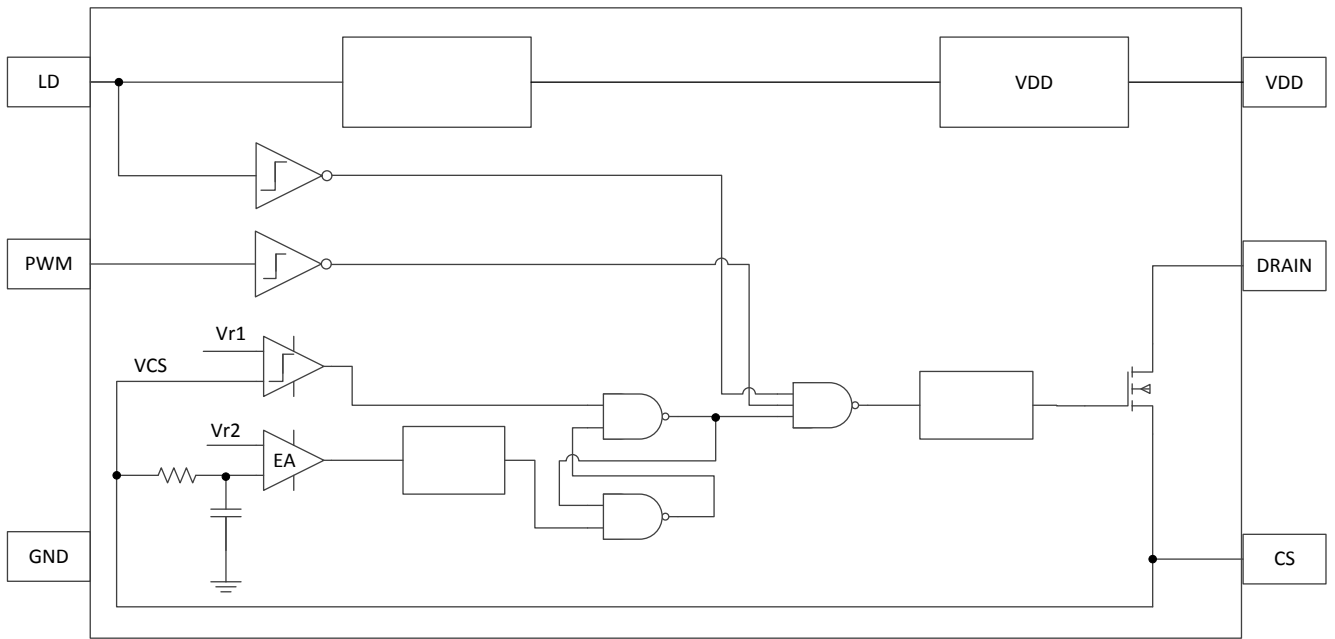 LD
VDD
VDD
PWM
DRAIN
Vr1
VCS
Vr2
EA
GND
CS